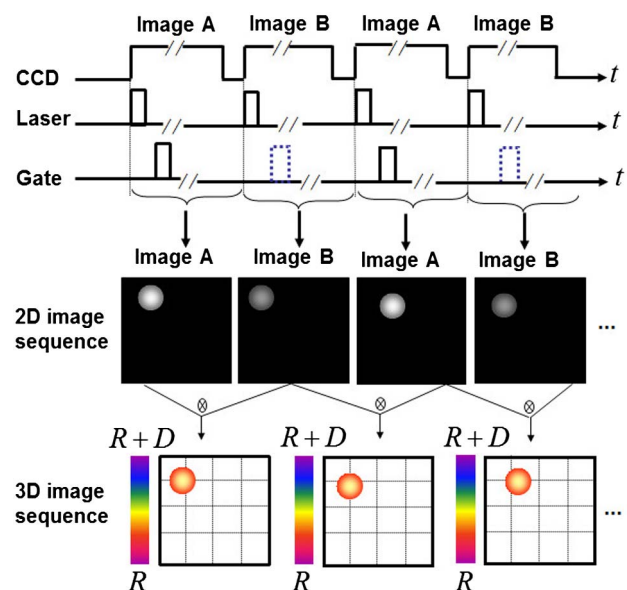 Image A Image B Image A Image B
CCD t
Laser t
Gate t
Image A Image B Image A Image B
2D image
sequence
...
⊗ ⊗ ⊗
R + D R + D R + D
3D image
sequence
...
R R R